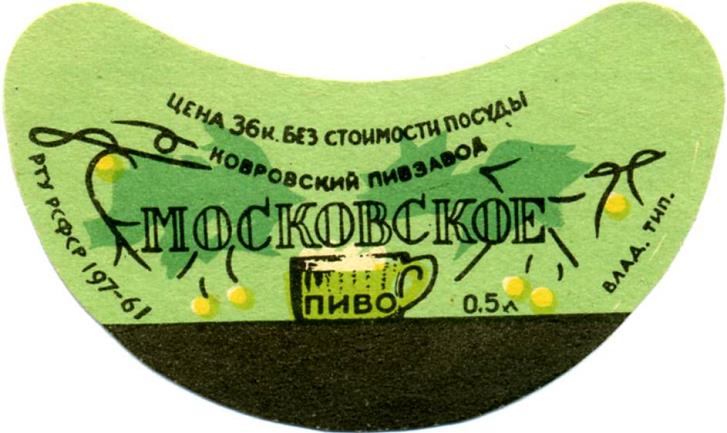 ЦЕНА 36к. БЕЗ СТОИМОСТИ ПОСУДЫ
КОВРОВСКИЙ ПИВЗАВОД
МОСКОВСКОЕ
ПИВО
0.5л
РТУ РСФСР 197-61
ВЛАД. ТИП.